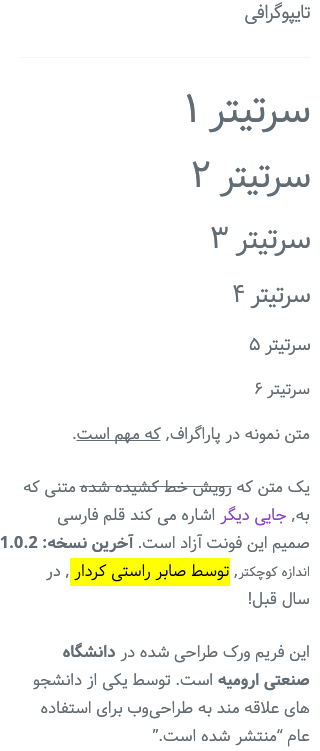 تایپوگرافی
سرتیتر ۱
سرتیتر ۲
سرتیتر ۳
سرتیتر ۴
سرتیتر ۵
سرتیتر ۶
متن نمونه در پاراگراف, که مهم است.
یک متن که رویش خط کشیده شده متنی که
به, جایی دیگر اشاره می کند قلم فارسی
صمیم این فونت آزاد است. آخرین نسخه: 1.0.2
اندازه کوچکتر, توسط صابر راستی کردار , در
سال قبل!
این فریم ورک طراحی شده در دانشگاه
صنعتی ارومیه است. توسط یکی از دانشجو
های علاقه مند به طراحی‌وب برای استفاده
عام “منتشر شده است.”